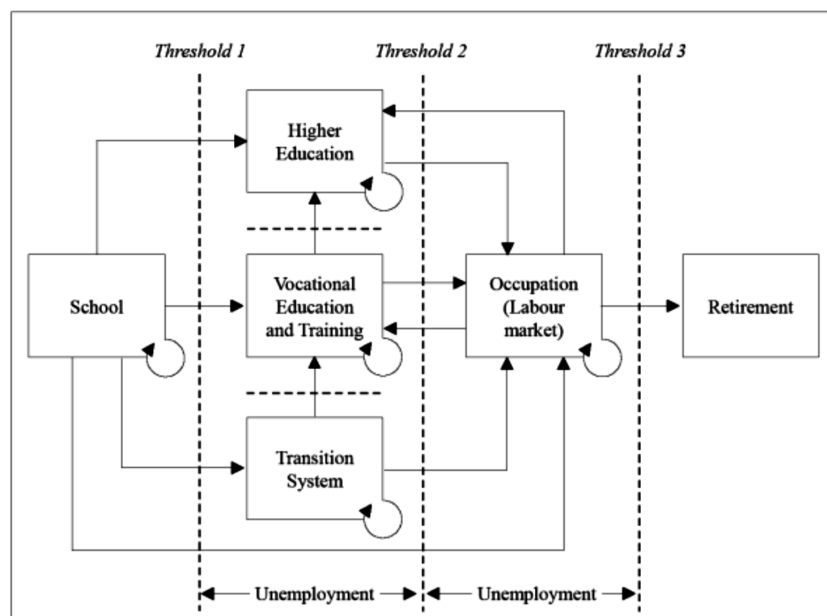 Threshold 1
Threshold 2
Threshold 3
Higher
Education
School
Vocational
Education
and Training
Occupation
(Labour
market)
Retirement
Transition
System
Unemployment
Unemployment